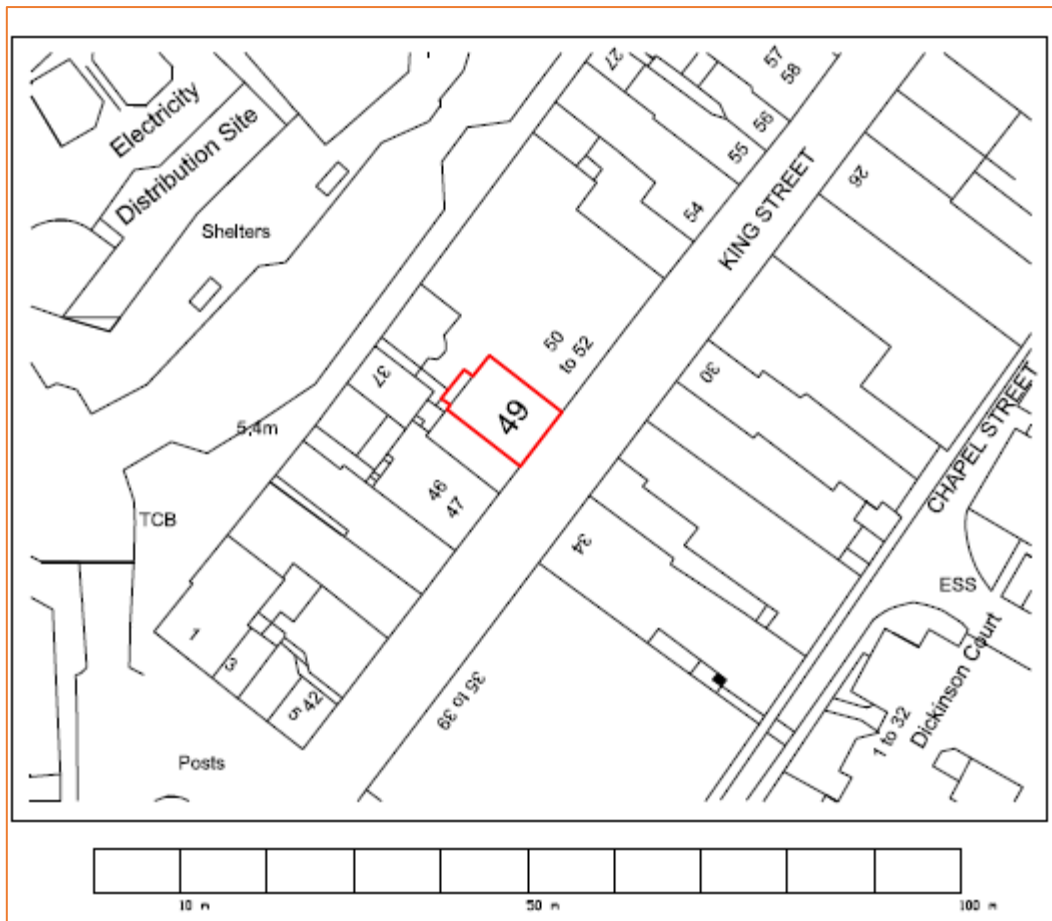 Electricity
Distribution Site
Shelters
27
57
58
56
55
54
KING STREET
26
50
to 52
37
49
30
5.4m
46
47
CHAPEL STREET
TCB
34
ESS
1
3
5
42
35 to 39
Dickinson Court
1 to 32
Posts
10 m
50 m
100 m